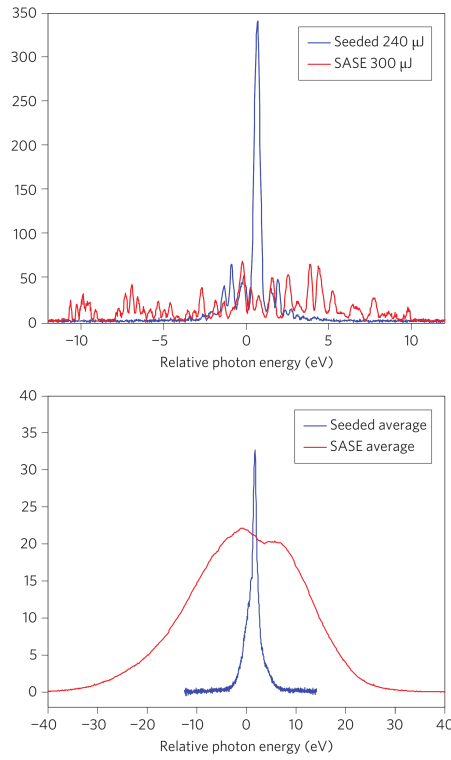 350
Seeded 240 µJ
300
SASE 300 µJ
250
200
150
100
50
0
−10 −5 0 5 10
Relative photon energy (eV)
40
Seeded average
35
SASE average
30
25
20
15
10
5
0
−40 −30 −20 −10 0 10 20 30 40
Relative photon energy (eV)